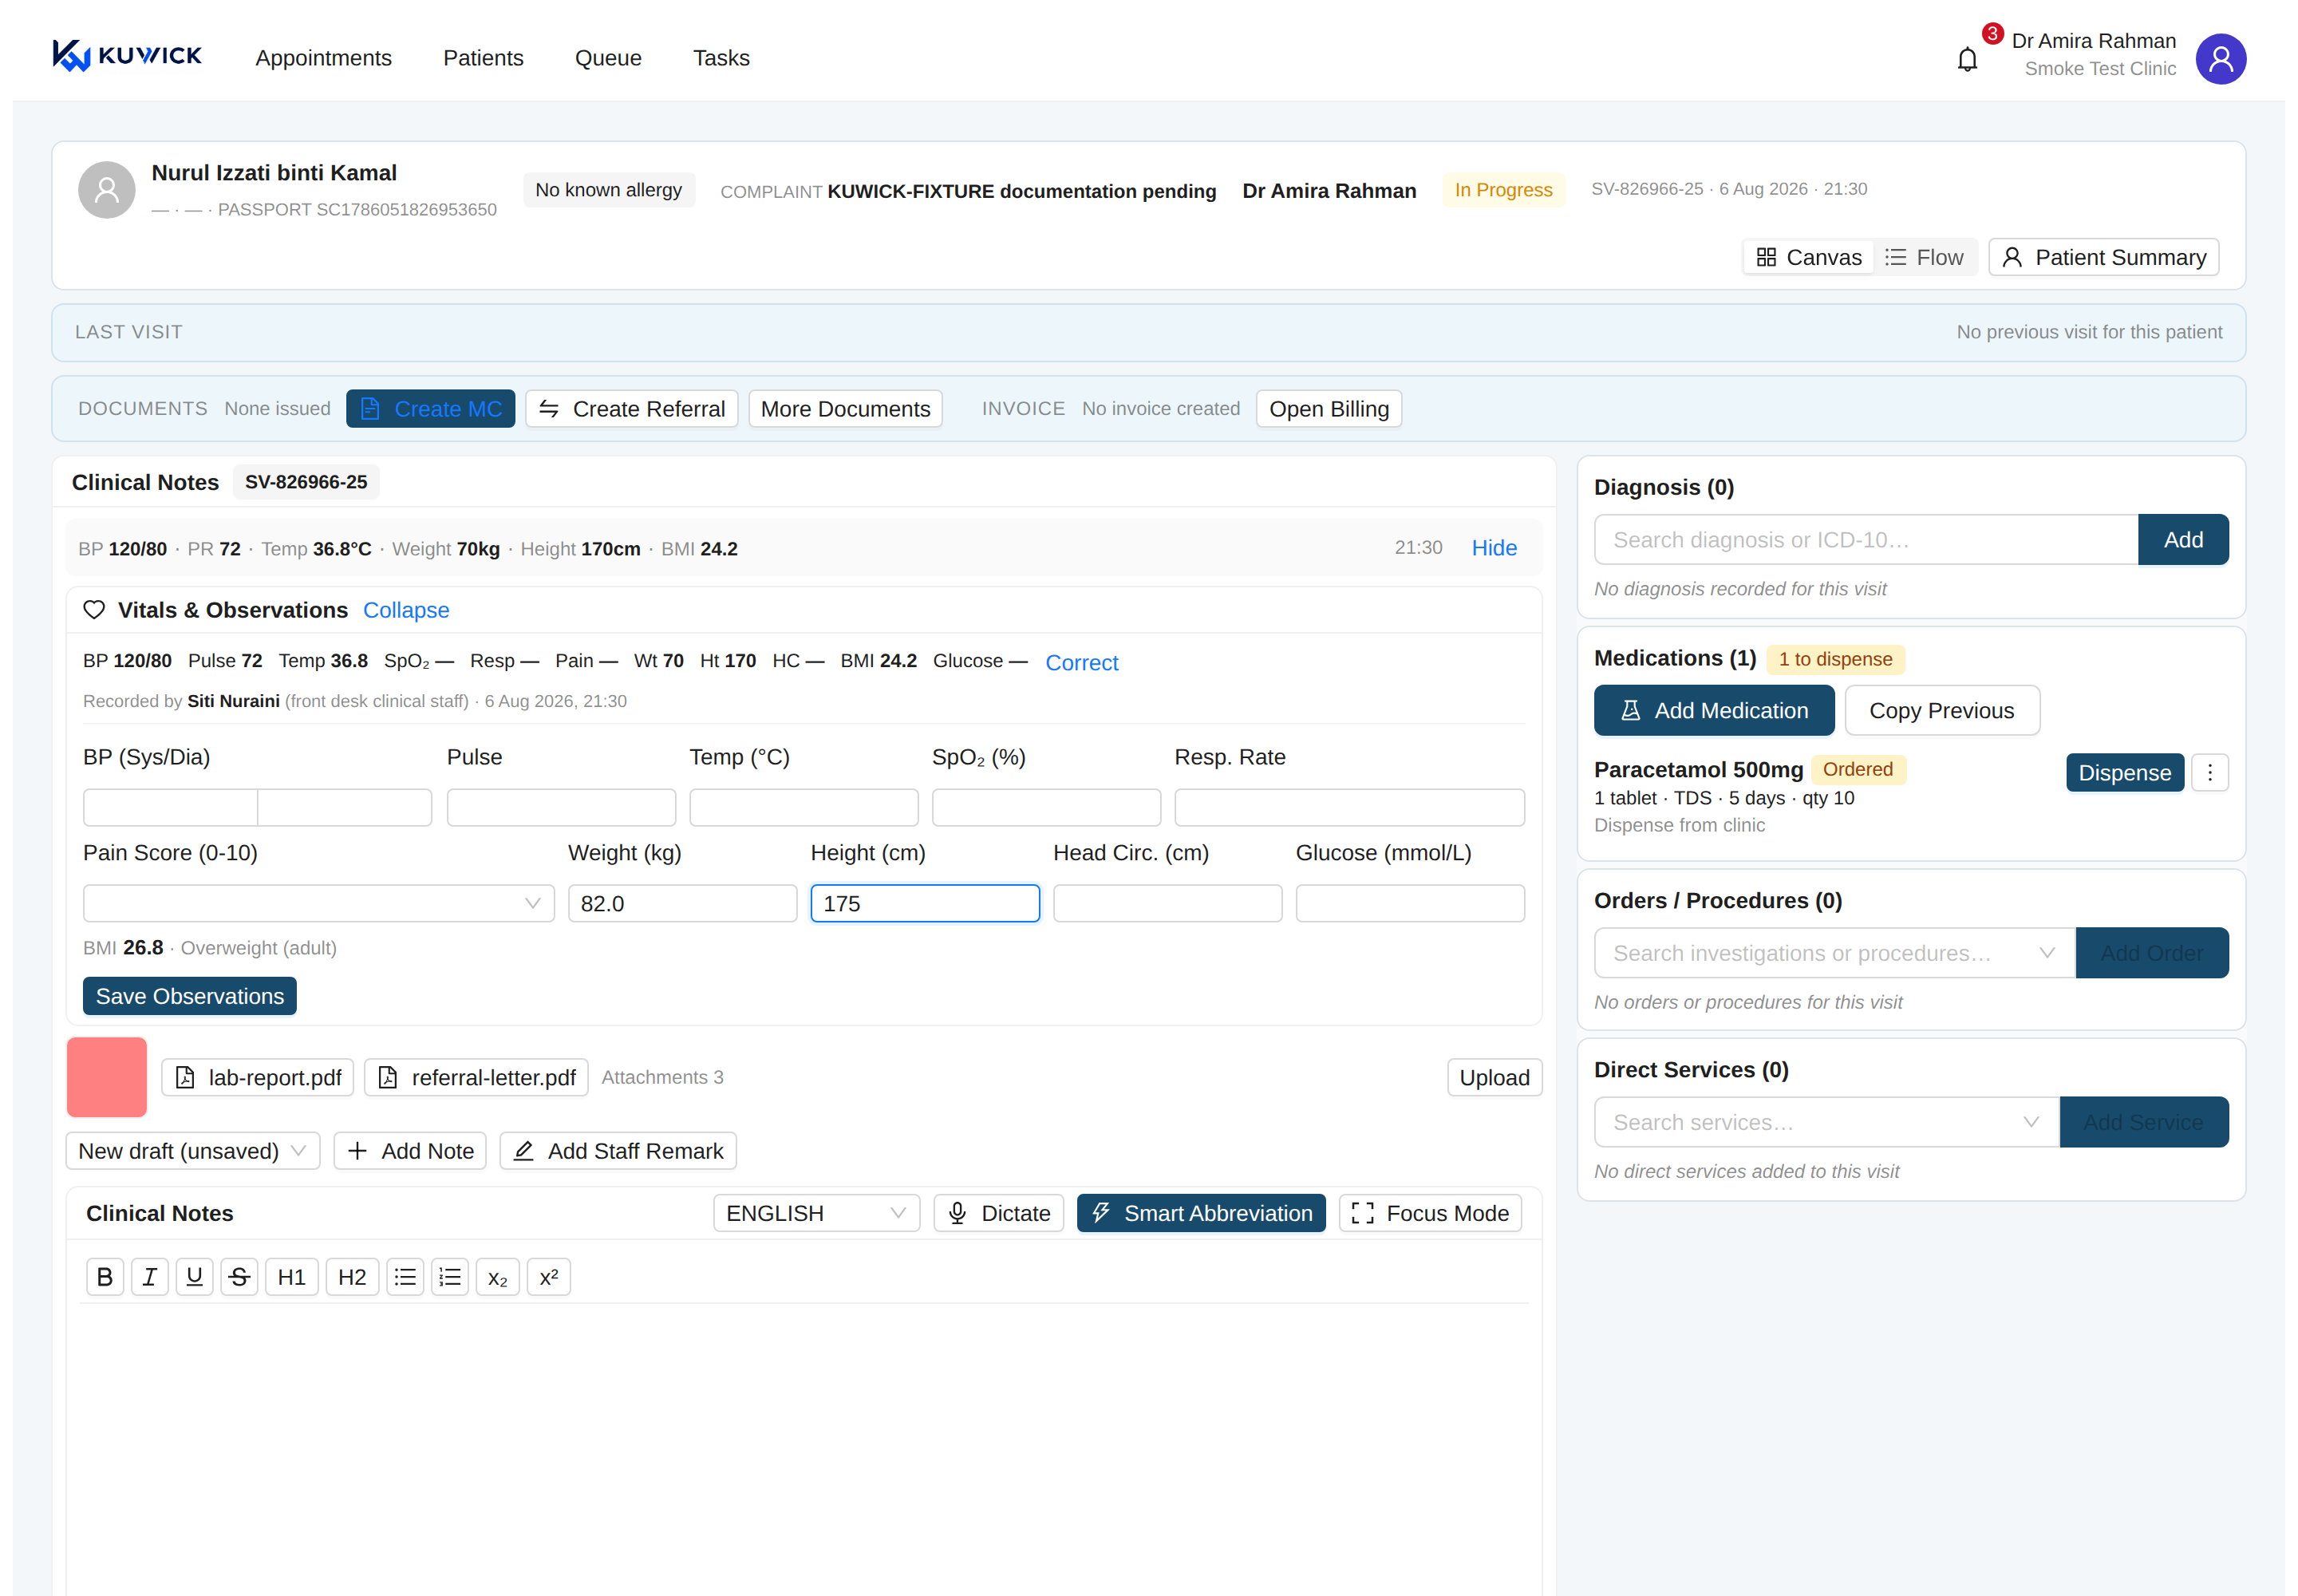 KUWICK Appointments Patients Queue Tasks 3 Dr Amira Rahman
Smoke Test Clinic
Nurul Izzati binti Kamal
— · — · PASSPORT SC1786051826953650
No known allergy COMPLAINT KUWICK-FIXTURE documentation pending Dr Amira Rahman In Progress SV-826966-25 · 6 Aug 2026 · 21:30
Canvas Flow Patient Summary
LAST VISIT No previous visit for this patient
DOCUMENTS None issued Create MC Create Referral More Documents INVOICE No invoice created Open Billing
Clinical Notes SV-826966-25
BP 120/80 · PR 72 · Temp 36.8°C · Weight 70kg · Height 170cm · BMI 24.2 21:30 Hide
Vitals & Observations Collapse
BP 120/80 Pulse 72 Temp 36.8 SpO₂ — Resp — Pain — Wt 70 Ht 170 HC — BMI 24.2 Glucose — Correct
Recorded by Siti Nuraini (front desk clinical staff) · 6 Aug 2026, 21:30
BP (Sys/Dia) Pulse Temp (°C) SpO₂ (%) Resp. Rate
Pain Score (0-10) Weight (kg) Height (cm) Head Circ. (cm) Glucose (mmol/L)
82.0 175
BMI 26.8 · Overweight (adult)
Save Observations
lab-report.pdf referral-letter.pdf Attachments 3 Upload
New draft (unsaved) Add Note Add Staff Remark
Clinical Notes ENGLISH Dictate Smart Abbreviation Focus Mode
B I U S H1 H2 x₂ x²
Diagnosis (0)
Search diagnosis or ICD-10… Add
No diagnosis recorded for this visit
Medications (1) 1 to dispense
Add Medication Copy Previous
Paracetamol 500mg Ordered Dispense
1 tablet · TDS · 5 days · qty 10
Dispense from clinic
Orders / Procedures (0)
Search investigations or procedures… Add Order
No orders or procedures for this visit
Direct Services (0)
Search services… Add Service
No direct services added to this visit